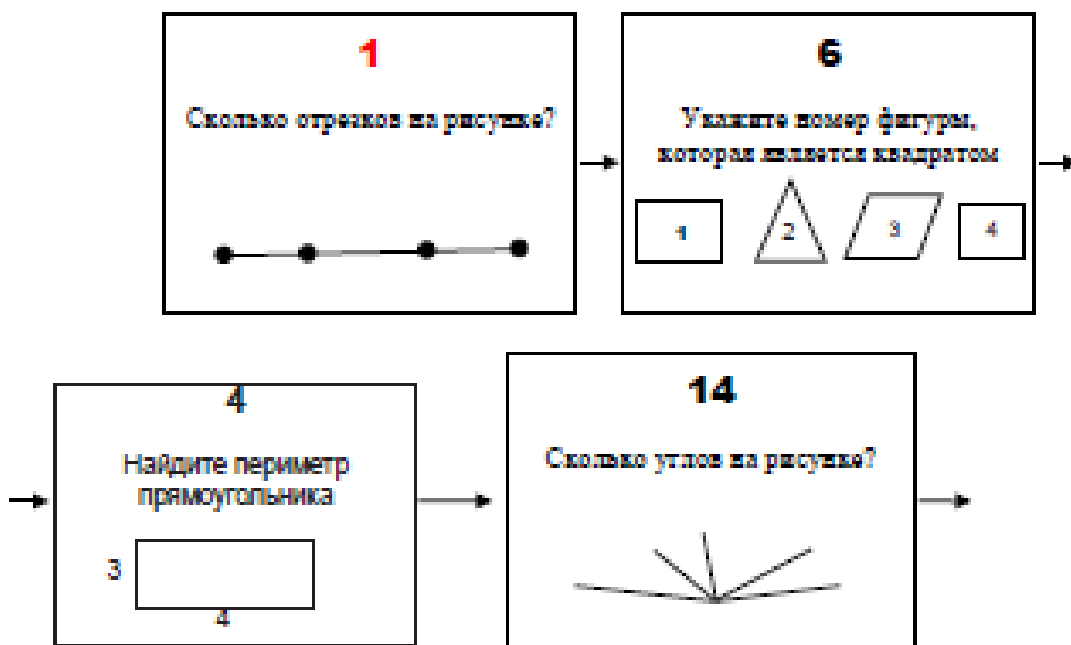 1
Сколько отрезков на рисунке?
6
Укажите номер фигуры,
которая является квадратом
1 2 3 4
4
Найдите периметр
прямоугольника
3
4
14
Сколько углов на рисунке?